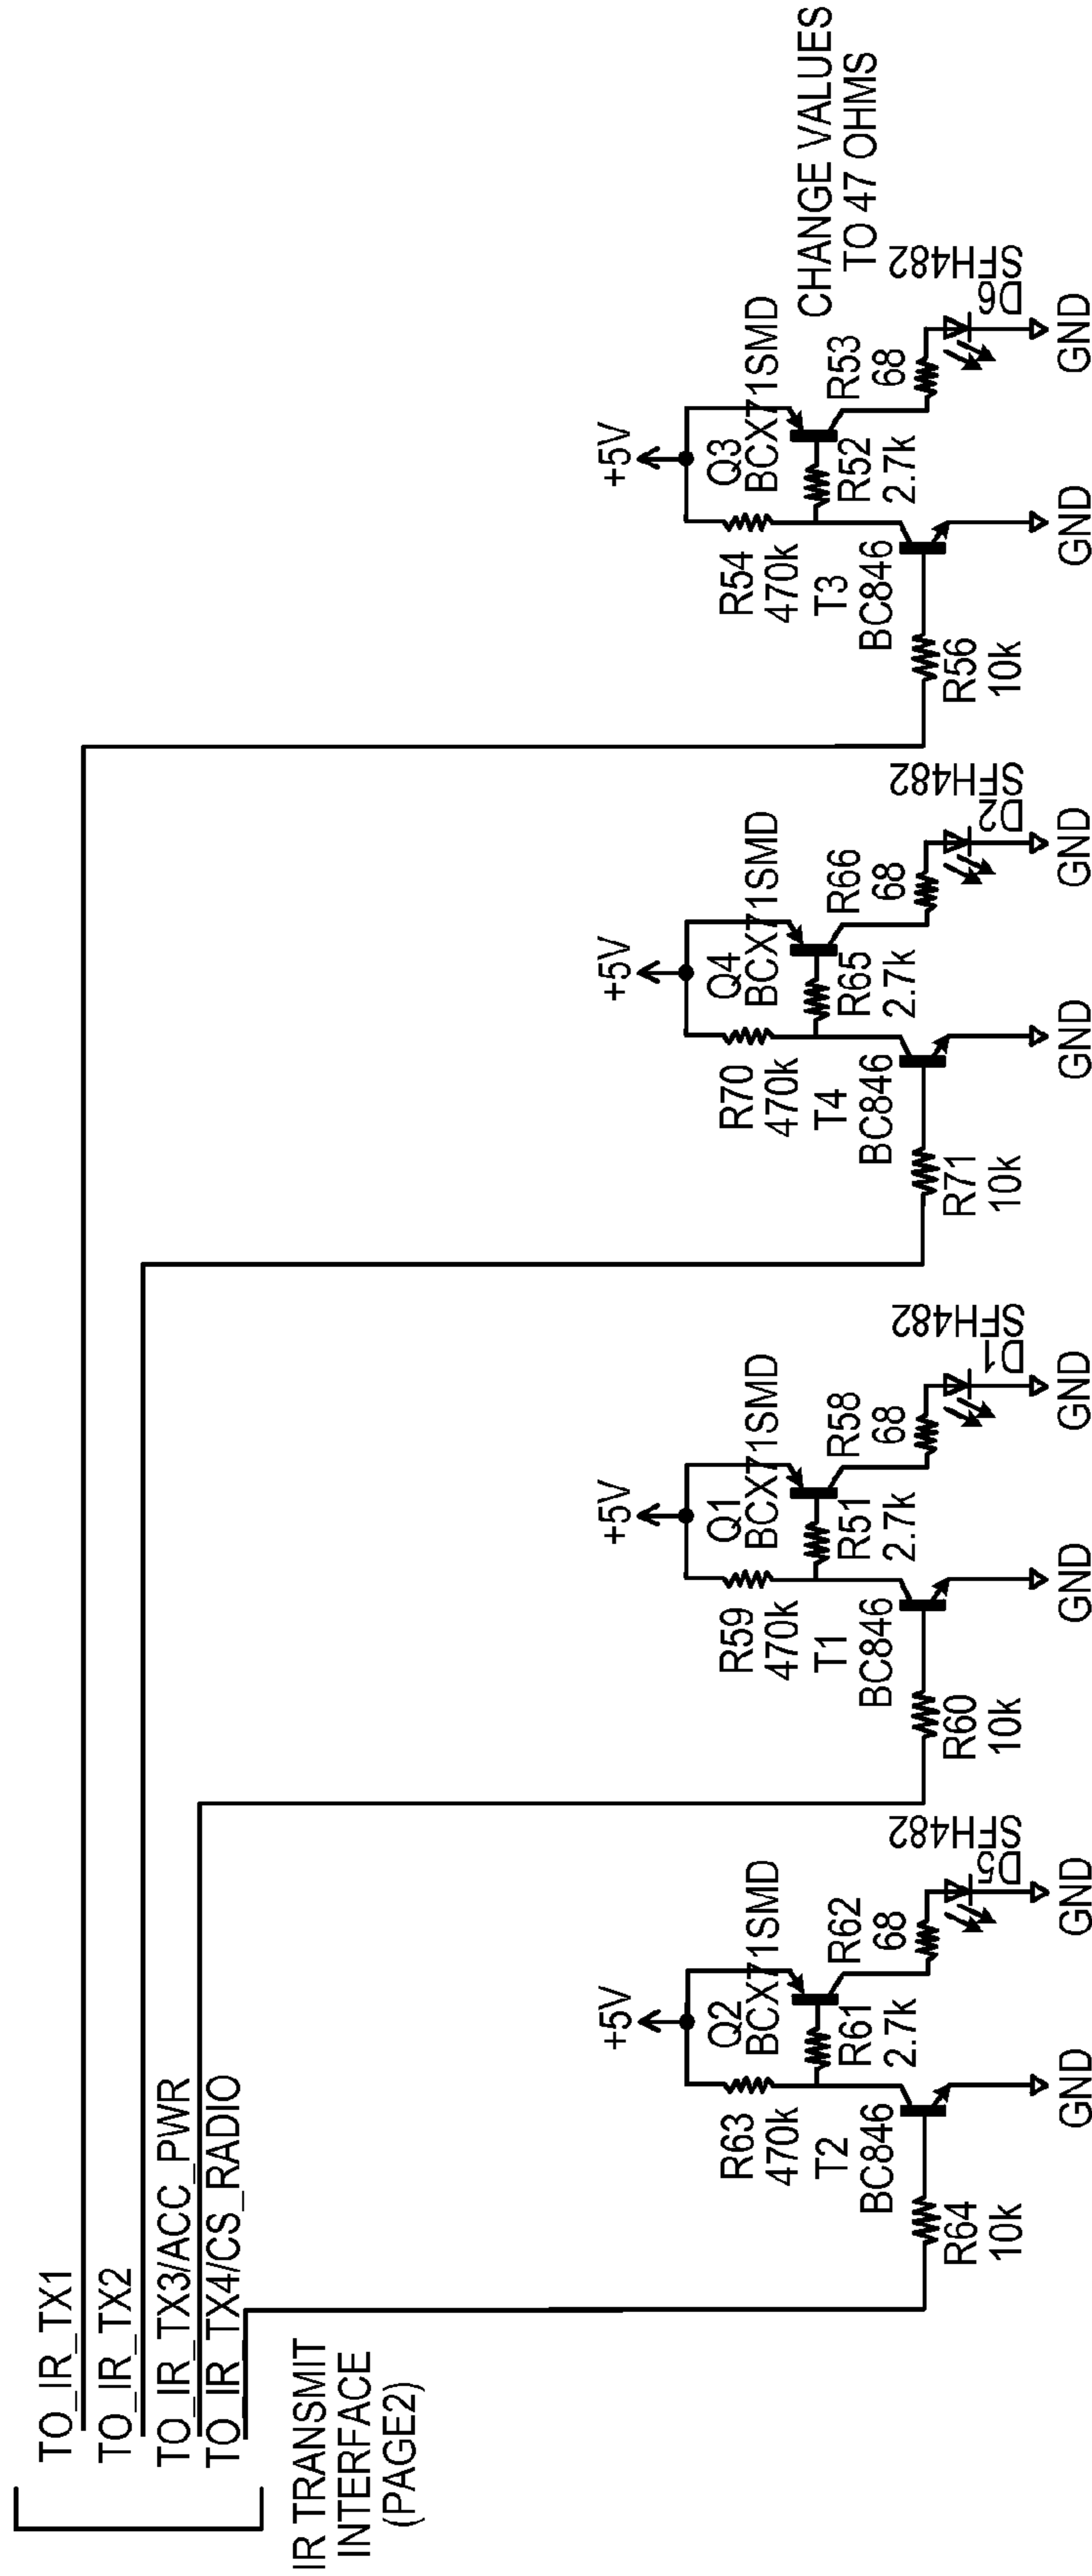 TO_IR_TX1
TO_IR_TX2
TO_IR_TX3/ACC_PWR
TO_IR_TX4/CS_RADIO
IR TRANSMIT
INTERFACE
(PAGE2)
+5V
R63
470k
Q2
BCX71SMD
T2
BC846
R61
2.7k
R62
68
R64
10k
SFH482
D5
GND
GND
+5V
R59
470k
Q1
BCX71SMD
T1
BC846
R51
2.7k
R58
68
R60
10k
SFH482
D1
GND
GND
+5V
R70
470k
Q4
BCX71SMD
T4
BC846
R65
2.7k
R66
68
R71
10k
SFH482
D2
GND
GND
+5V
R54
470k
Q3
BCX71SMD
T3
BC846
R52
2.7k
R53
68
R56
10k
SFH482
D6
GND
GND
CHANGE VALUES
TO 47 OHMS